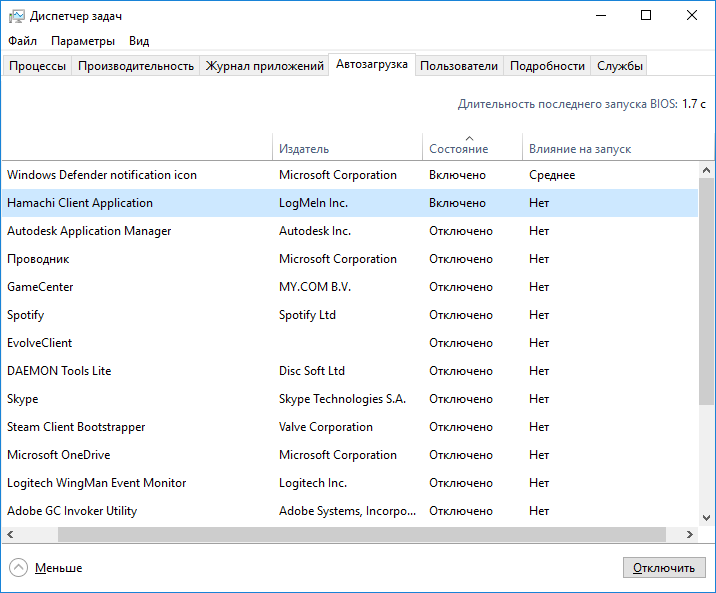 Диспетчер задач
Файл Параметры Вид
Процессы Производительность Журнал приложений Автозагрузка Пользователи Подробности Службы
Длительность последнего запуска BIOS: 1.7 с
Издатель Состояние Влияние на запуск
Windows Defender notification icon Microsoft Corporation Включено Среднее
Hamachi Client Application LogMeIn Inc. Включено Нет
Autodesk Application Manager Autodesk Inc. Отключено Нет
Проводник Microsoft Corporation Отключено Нет
GameCenter MY.COM B.V. Отключено Нет
Spotify Spotify Ltd Отключено Нет
EvolveClient Отключено Нет
DAEMON Tools Lite Disc Soft Ltd Отключено Нет
Skype Skype Technologies S.A. Отключено Нет
Steam Client Bootstrapper Valve Corporation Отключено Нет
Microsoft OneDrive Microsoft Corporation Отключено Нет
Logitech WingMan Event Monitor Logitech Inc. Отключено Нет
Adobe GC Invoker Utility Adobe Systems, Incorpo... Отключено Нет
Меньше Отключить